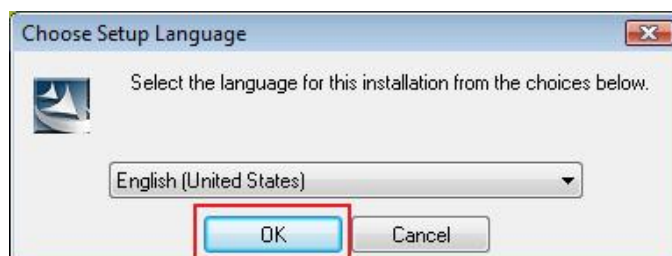 Choose Setup Language
Select the language for this installation from the choices below.
English (United States)
OK
Cancel